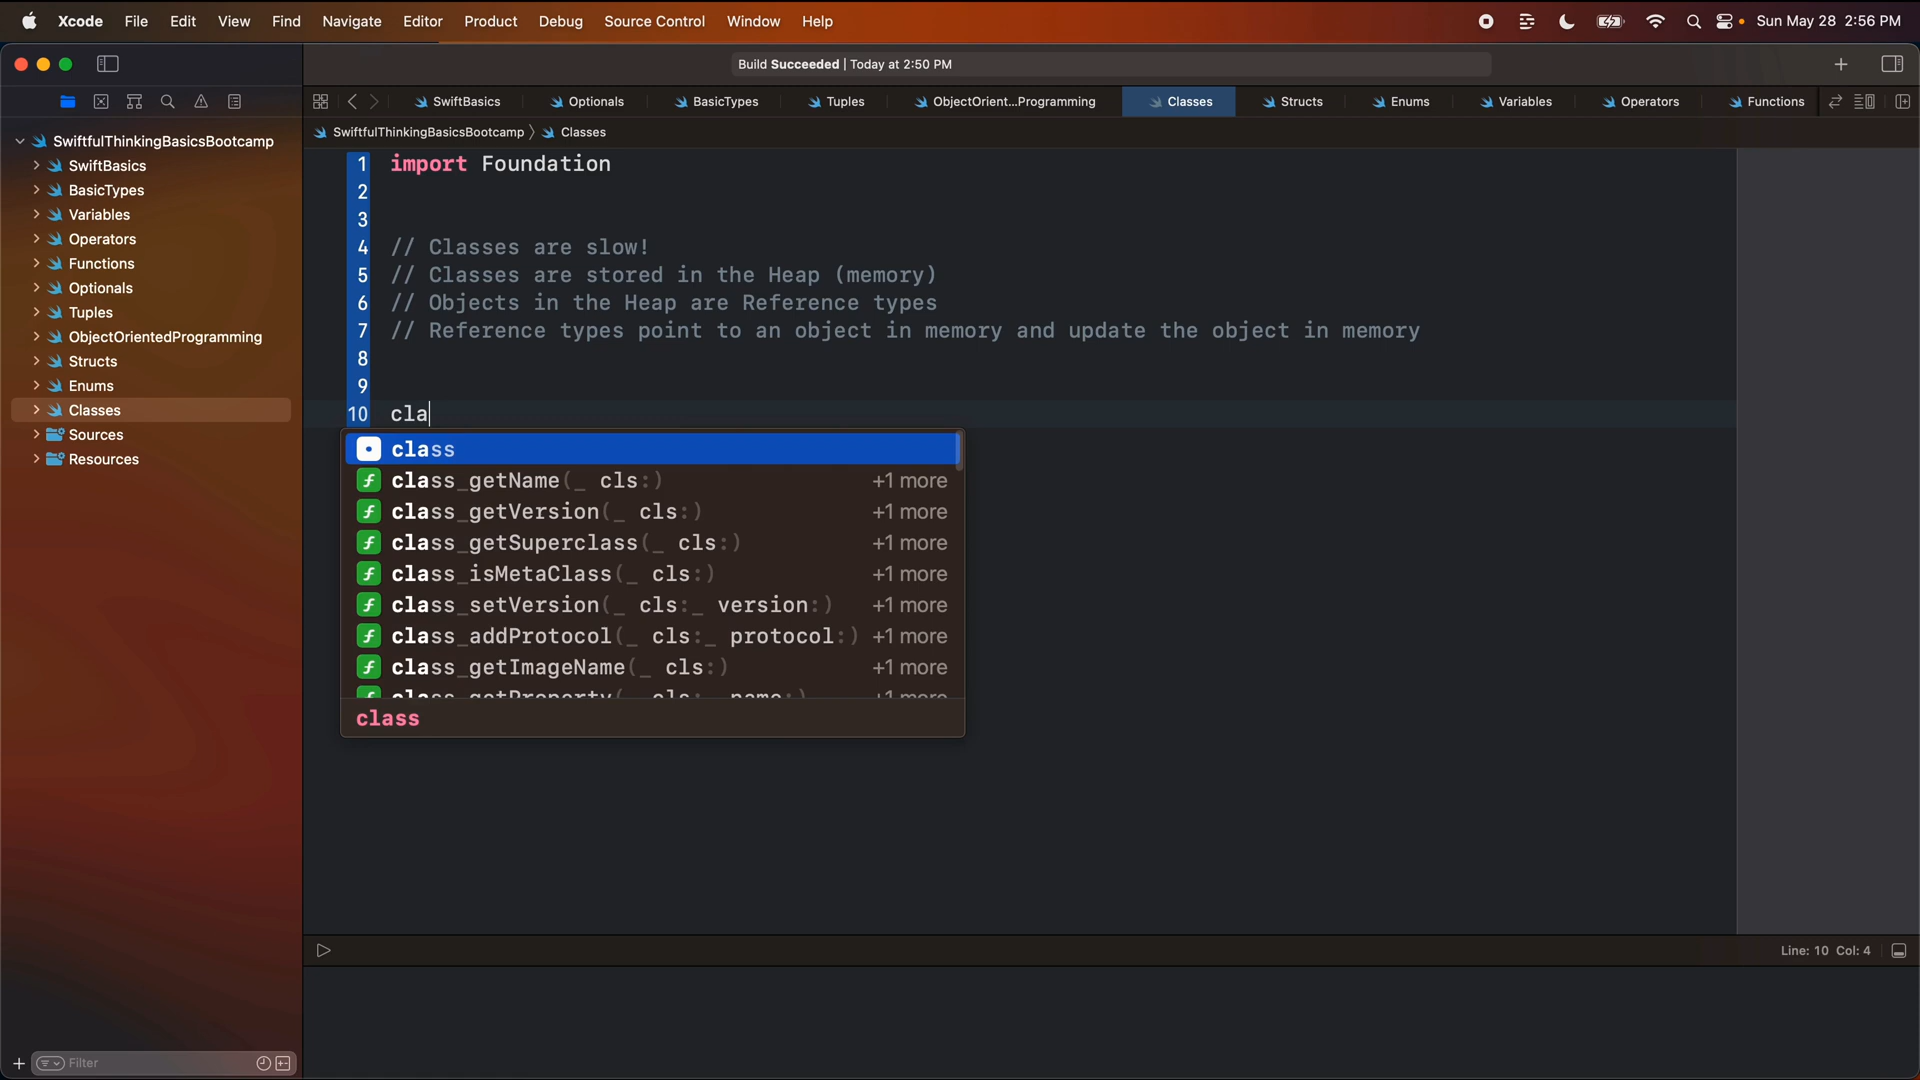 Xcode File Edit View Find Navigate Editor Product Debug Source Control Window Help Sun May 28 2:56 PM
Build Succeeded | Today at 2:50 PM
SwiftBasics Optionals BasicTypes Tuples ObjectOrient...Programming Classes Structs Enums Variables Operators Functions
SwiftfulThinkingBasicsBootcamp Classes
SwiftfulThinkingBasicsBootcamp
SwiftBasics
BasicTypes
Variables
Operators
Functions
Optionals
Tuples
ObjectOrientedProgramming
Structs
Enums
Classes
Sources
Resources
Filter
1 import Foundation
2
3
4 // Classes are slow!
5 // Classes are stored in the Heap (memory)
6 // Objects in the Heap are Reference types
7 // Reference types point to an object in memory and update the object in memory
8
9
10 cla
class
class_getName(_ cls:) +1 more
class_getVersion(_ cls:) +1 more
class_getSuperclass(_ cls:) +1 more
class_isMetaClass(_ cls:) +1 more
class_setVersion(_ cls:_ version:) +1 more
class_addProtocol(_ cls:_ protocol:) +1 more
class_getImageName(_ cls:) +1 more
class_getProperty(_ cls:_ name:) +1 more
class
Line: 10 Col: 4